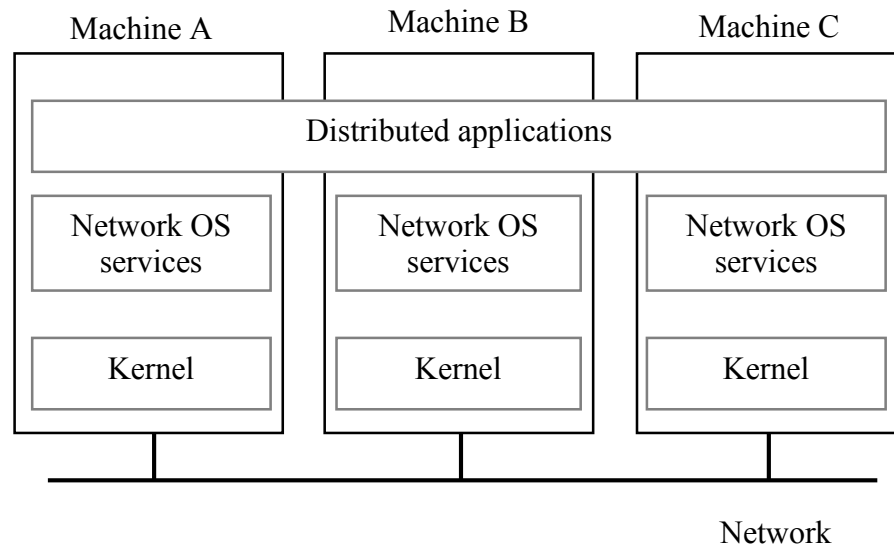 Machine A
Machine B
Machine C
Distributed applications
Network OS
services
Network OS
services
Network OS
services
Kernel
Kernel
Kernel
Network